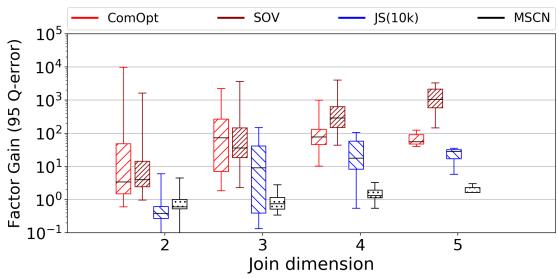 ComOpt SOV JS(10k) MSCN
Factor Gain (95 Q-error)
10^5
10^4
10^3
10^2
10^1
10^0
10^−1
2 3 4 5
Join dimension